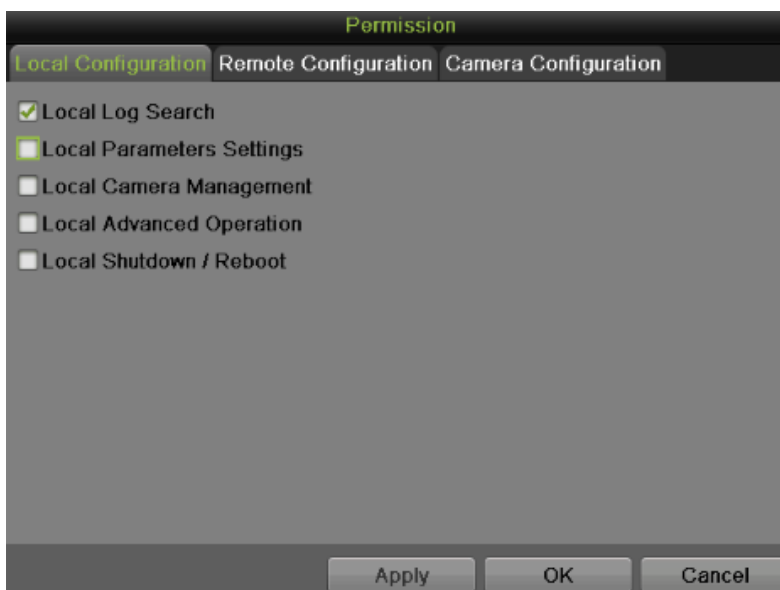 Permission
Local Configuration Remote Configuration Camera Configuration
Local Log Search
Local Parameters Settings
Local Camera Management
Local Advanced Operation
Local Shutdown / Reboot
Apply OK Cancel